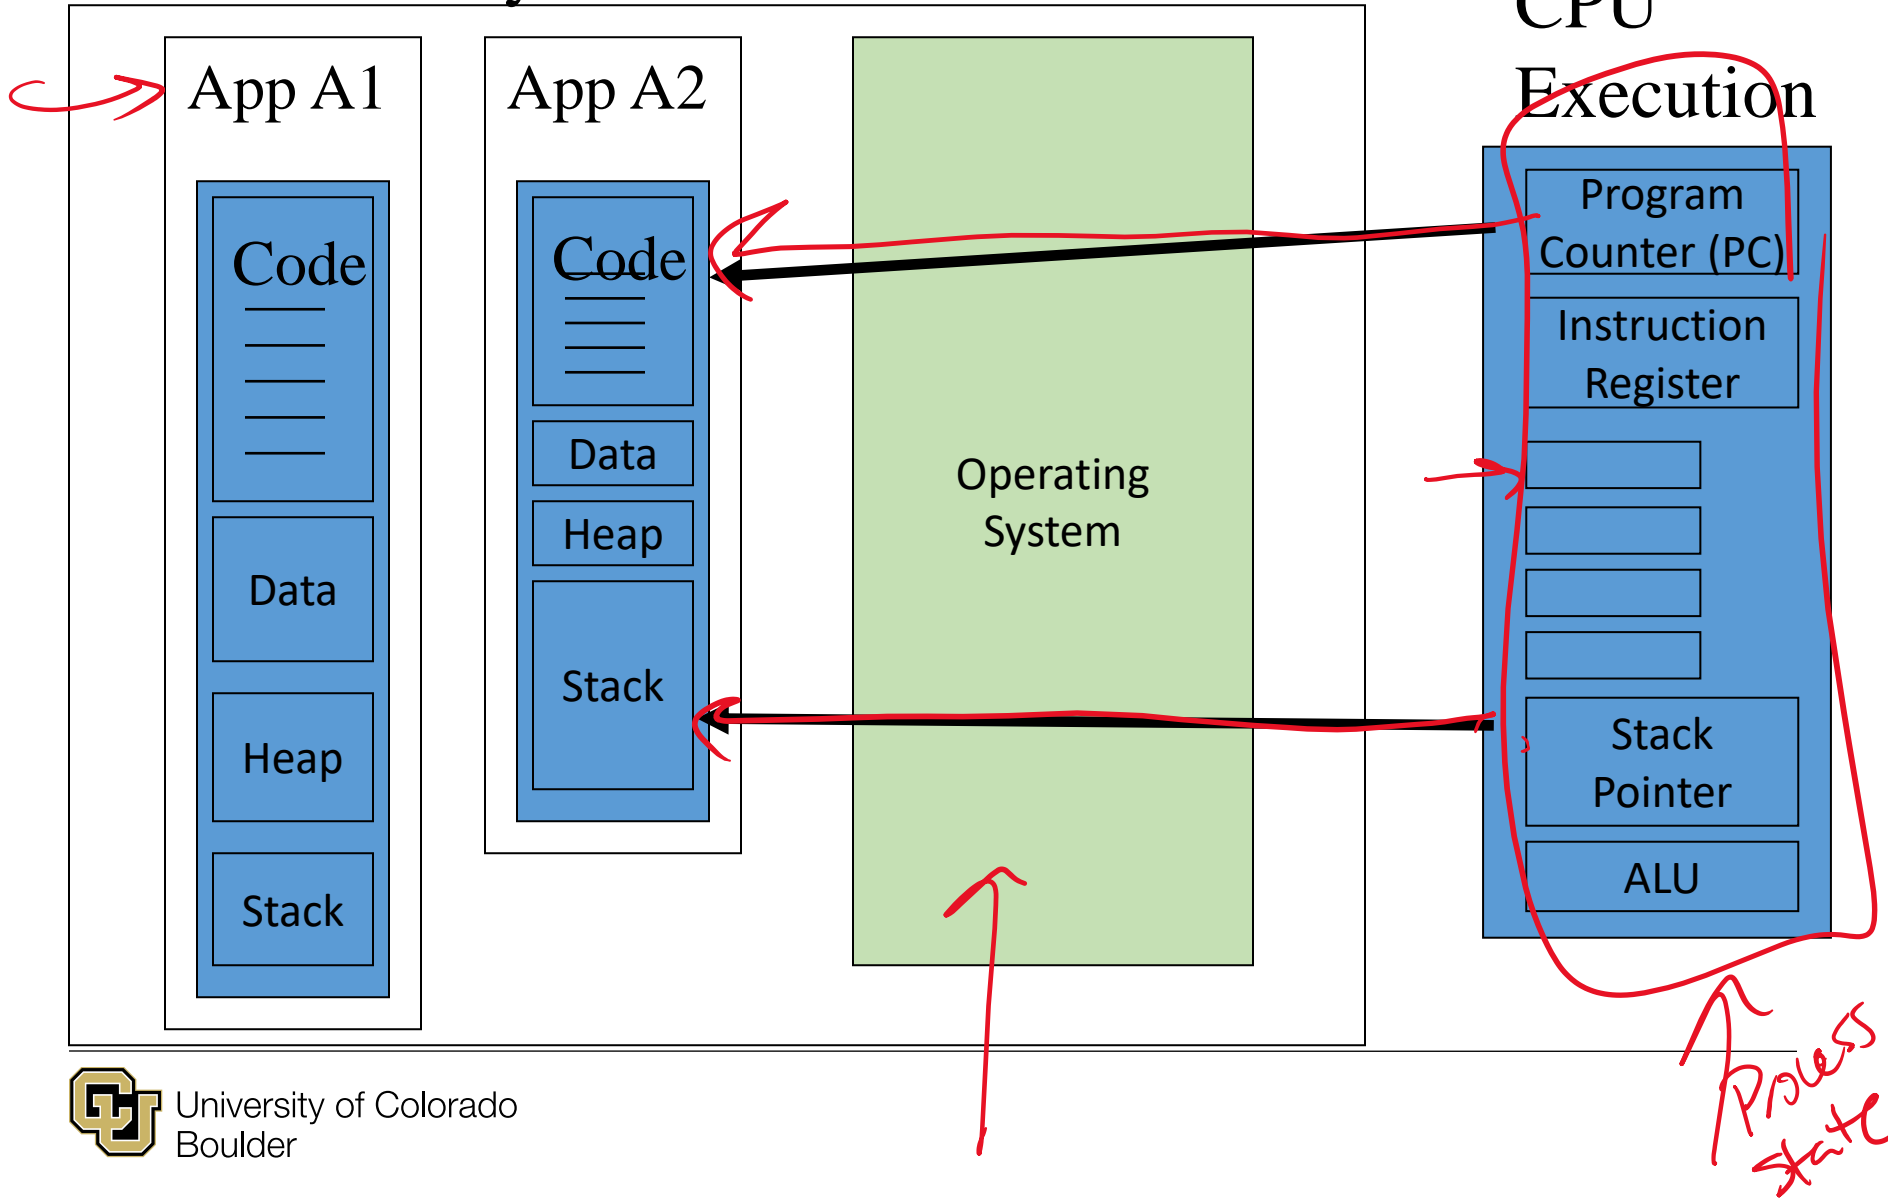 CPU
Execution
App A1
Code
Data
Heap
Stack
App A2
Code
Data
Heap
Stack
Operating
System
Program
Counter (PC)
Instruction
Register
Stack
Pointer
ALU
Process
state
University of Colorado
Boulder